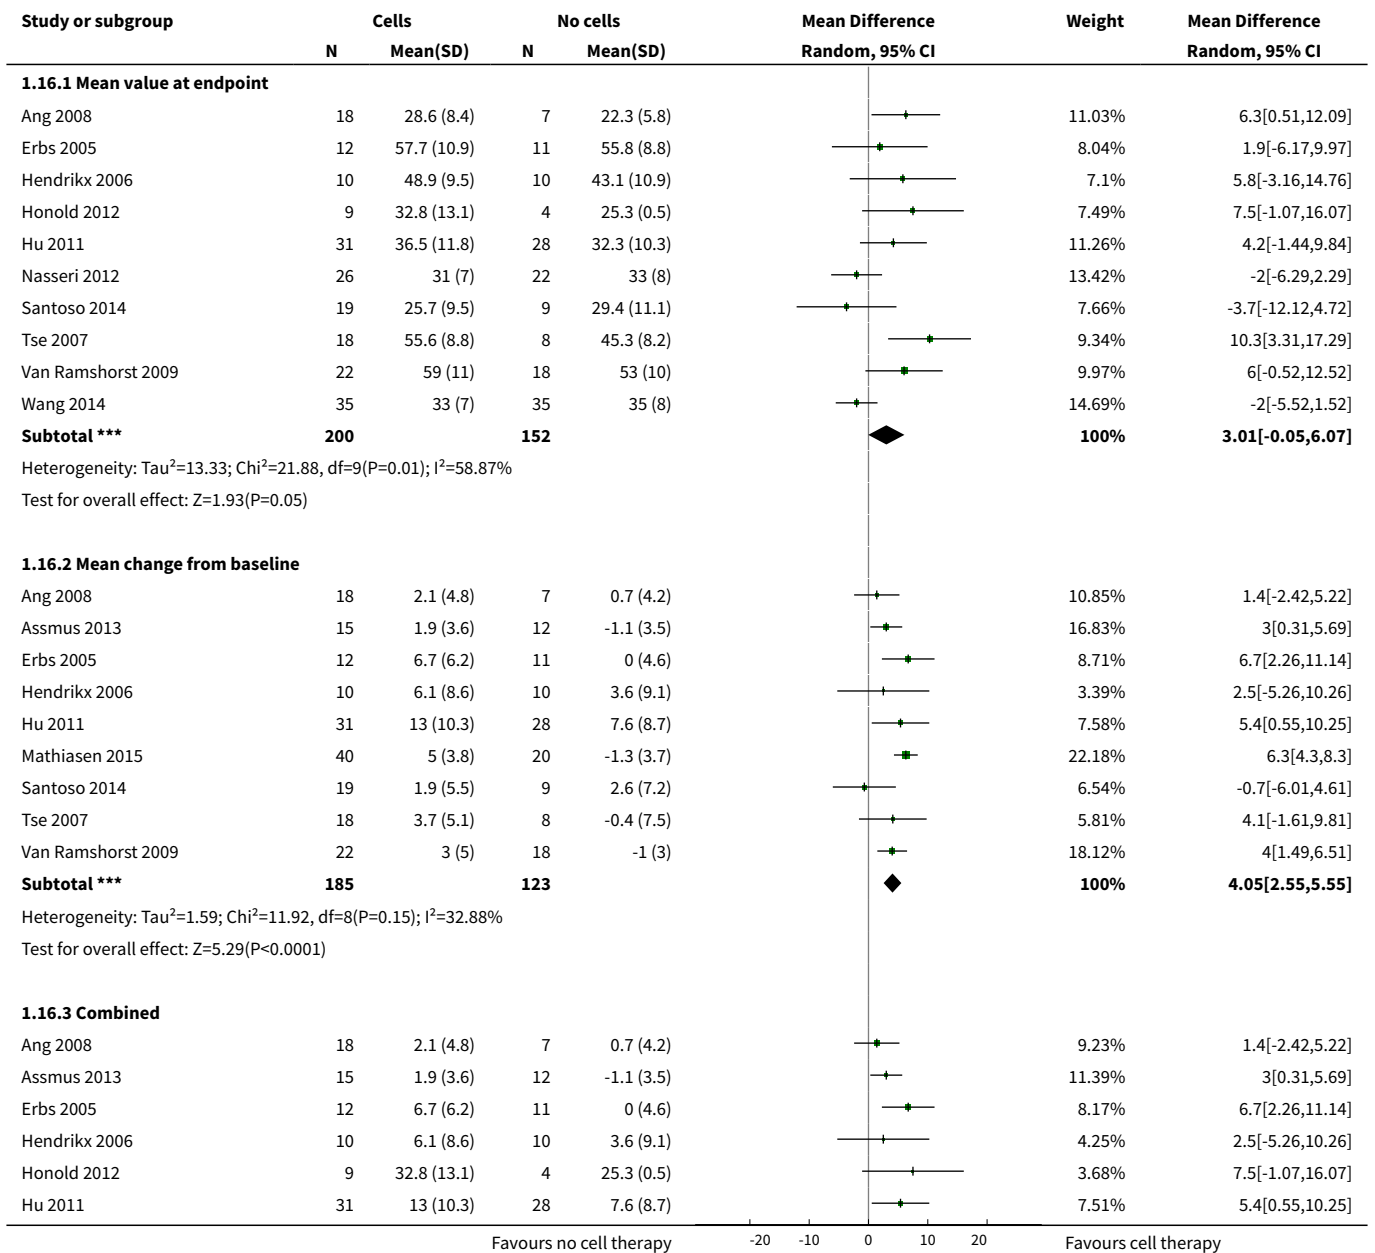 Study or subgroup Cells No cells Mean Difference Weight Mean Difference
N Mean(SD) N Mean(SD) Random, 95% CI Random, 95% CI
1.16.1 Mean value at endpoint
Ang 2008 18 28.6 (8.4) 7 22.3 (5.8) 11.03% 6.3[0.51,12.09]
Erbs 2005 12 57.7 (10.9) 11 55.8 (8.8) 8.04% 1.9[-6.17,9.97]
Hendrikx 2006 10 48.9 (9.5) 10 43.1 (10.9) 7.1% 5.8[-3.16,14.76]
Honold 2012 9 32.8 (13.1) 4 25.3 (0.5) 7.49% 7.5[-1.07,16.07]
Hu 2011 31 36.5 (11.8) 28 32.3 (10.3) 11.26% 4.2[-1.44,9.84]
Nasseri 2012 26 31 (7) 22 33 (8) 13.42% -2[-6.29,2.29]
Santoso 2014 19 25.7 (9.5) 9 29.4 (11.1) 7.66% -3.7[-12.12,4.72]
Tse 2007 18 55.6 (8.8) 8 45.3 (8.2) 9.34% 10.3[3.31,17.29]
Van Ramshorst 2009 22 59 (11) 18 53 (10) 9.97% 6[-0.52,12.52]
Wang 2014 35 33 (7) 35 35 (8) 14.69% -2[-5.52,1.52]
Subtotal *** 200 152 100% 3.01[-0.05,6.07]
Heterogeneity: Tau²=13.33; Chi²=21.88, df=9(P=0.01); I²=58.87%
Test for overall effect: Z=1.93(P=0.05)
1.16.2 Mean change from baseline
Ang 2008 18 2.1 (4.8) 7 0.7 (4.2) 10.85% 1.4[-2.42,5.22]
Assmus 2013 15 1.9 (3.6) 12 -1.1 (3.5) 16.83% 3[0.31,5.69]
Erbs 2005 12 6.7 (6.2) 11 0 (4.6) 8.71% 6.7[2.26,11.14]
Hendrikx 2006 10 6.1 (8.6) 10 3.6 (9.1) 3.39% 2.5[-5.26,10.26]
Hu 2011 31 13 (10.3) 28 7.6 (8.7) 7.58% 5.4[0.55,10.25]
Mathiasen 2015 40 5 (3.8) 20 -1.3 (3.7) 22.18% 6.3[4.3,8.3]
Santoso 2014 19 1.9 (5.5) 9 2.6 (7.2) 6.54% -0.7[-6.01,4.61]
Tse 2007 18 3.7 (5.1) 8 -0.4 (7.5) 5.81% 4.1[-1.61,9.81]
Van Ramshorst 2009 22 3 (5) 18 -1 (3) 18.12% 4[1.49,6.51]
Subtotal *** 185 123 100% 4.05[2.55,5.55]
Heterogeneity: Tau²=1.59; Chi²=11.92, df=8(P=0.15); I²=32.88%
Test for overall effect: Z=5.29(P<0.0001)
1.16.3 Combined
Ang 2008 18 2.1 (4.8) 7 0.7 (4.2) 9.23% 1.4[-2.42,5.22]
Assmus 2013 15 1.9 (3.6) 12 -1.1 (3.5) 11.39% 3[0.31,5.69]
Erbs 2005 12 6.7 (6.2) 11 0 (4.6) 8.17% 6.7[2.26,11.14]
Hendrikx 2006 10 6.1 (8.6) 10 3.6 (9.1) 4.25% 2.5[-5.26,10.26]
Honold 2012 9 32.8 (13.1) 4 25.3 (0.5) 3.68% 7.5[-1.07,16.07]
Hu 2011 31 13 (10.3) 28 7.6 (8.7) 7.51% 5.4[0.55,10.25]
Favours no cell therapy -20 -10 0 10 20 Favours cell therapy